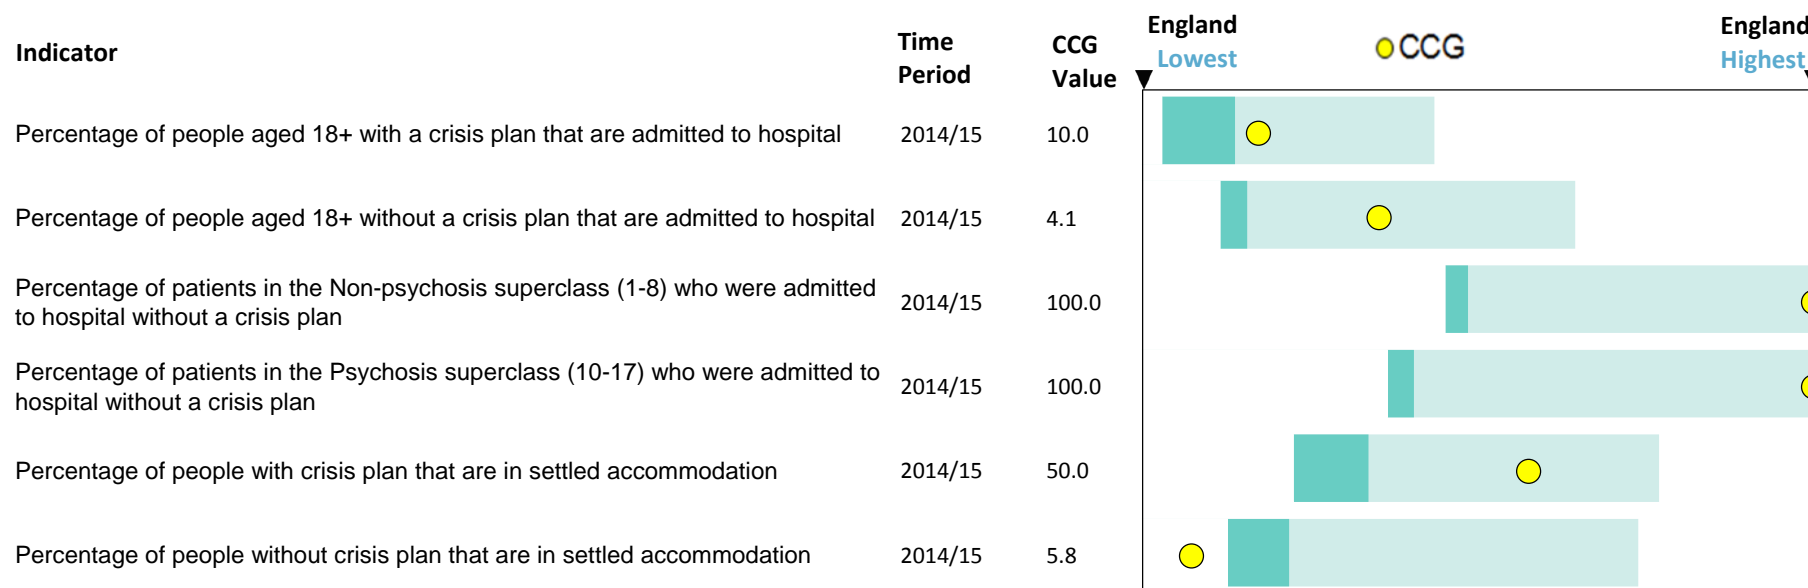 Indicator
Time
Period
CCG
Value
England
Lowest
CCG
England
Highest
Percentage of people aged 18+ with a crisis plan that are admitted to hospital 2014/15 10.0
Percentage of people aged 18+ without a crisis plan that are admitted to hospital 2014/15 4.1
Percentage of patients in the Non-psychosis superclass (1-8) who were admitted
to hospital without a crisis plan
2014/15 100.0
Percentage of patients in the Psychosis superclass (10-17) who were admitted to
hospital without a crisis plan
2014/15 100.0
Percentage of people with crisis plan that are in settled accommodation 2014/15 50.0
Percentage of people without crisis plan that are in settled accommodation 2014/15 5.8